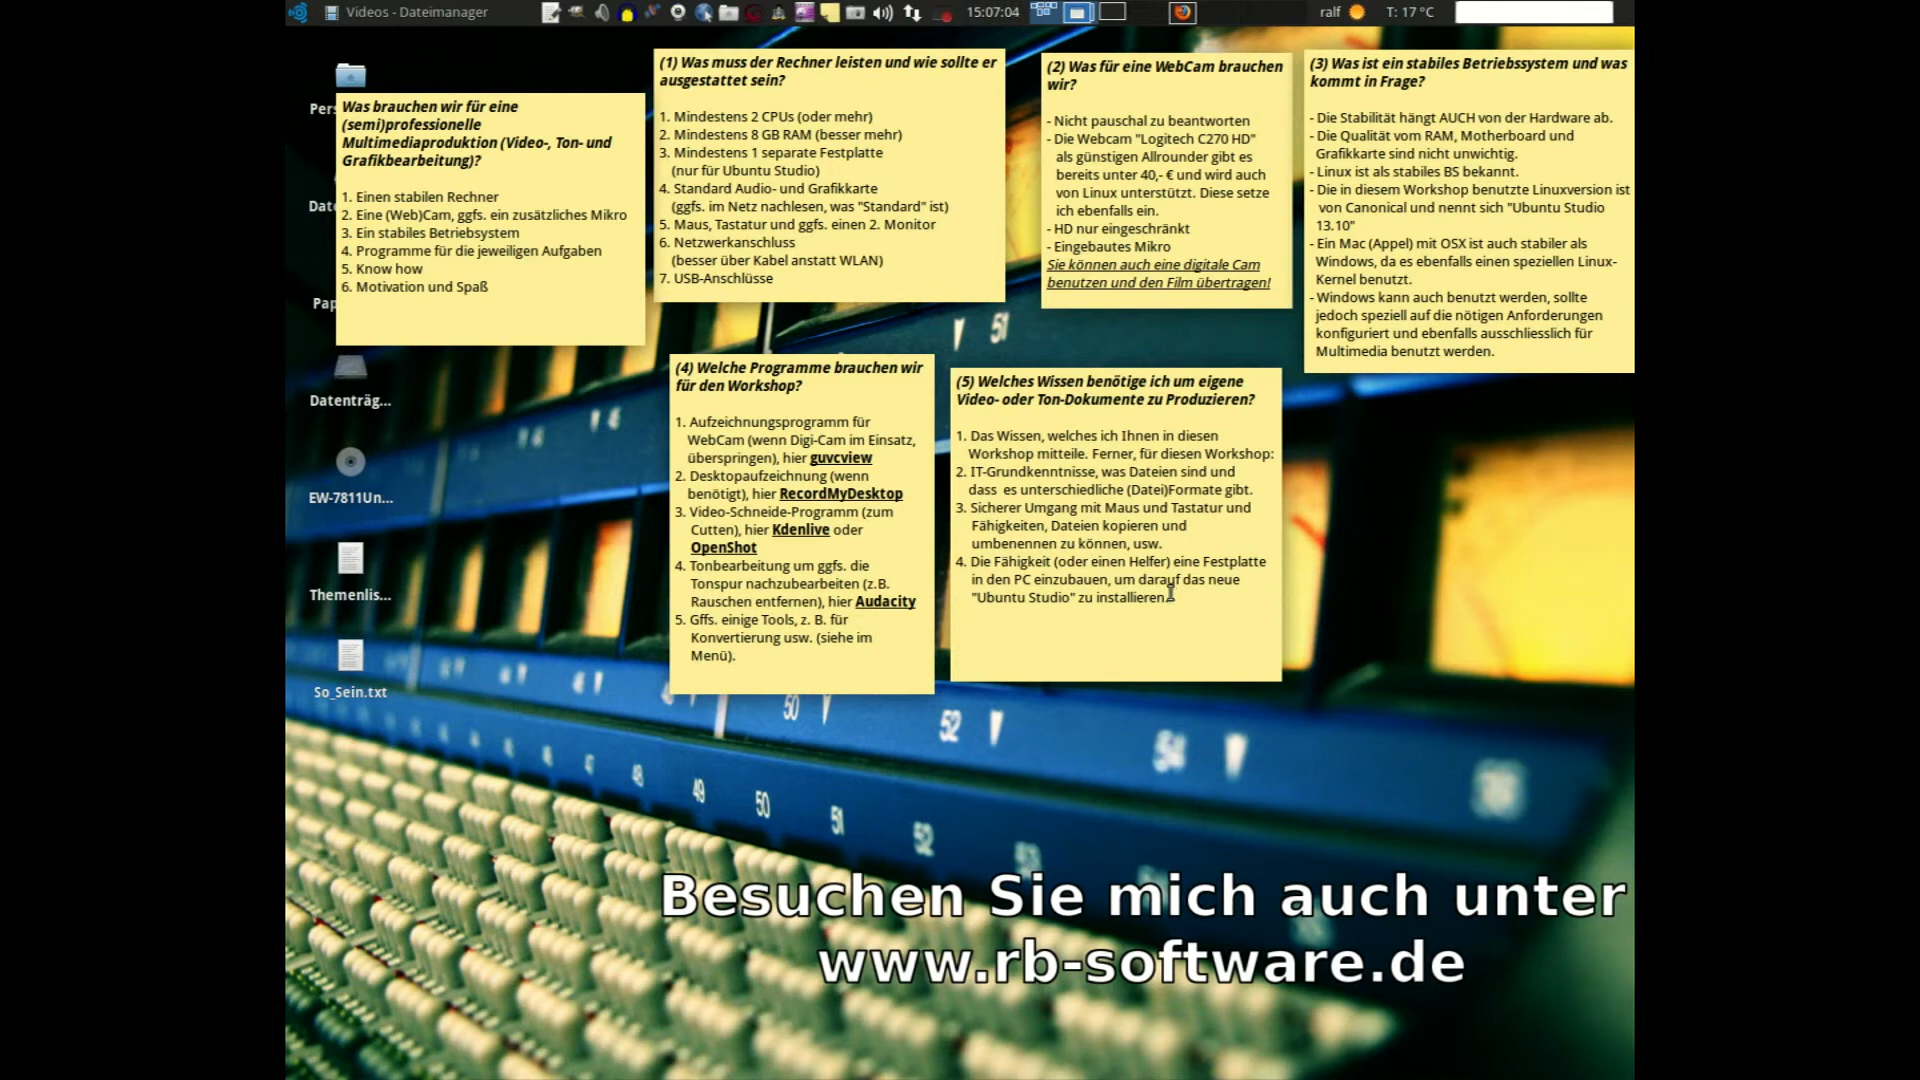 Videos - Dateimanager
15:07:04
ralf
T: 17 °C
Was brauchen wir für eine
(semi)professionelle
Multimediaproduktion (Video-, Ton- und
Grafikbearbeitung)?
1. Einen stabilen Rechner
2. Eine (Web)Cam, ggfs. ein zusätzliches Mikro
3. Ein stabiles Betriebsystem
4. Programme für die jeweiligen Aufgaben
5. Know how
6. Motivation und Spaß
(1) Was muss der Rechner leisten und wie sollte er
ausgestattet sein?
1. Mindestens 2 CPUs (oder mehr)
2. Mindestens 8 GB RAM (besser mehr)
3. Mindestens 1 separate Festplatte
(nur für Ubuntu Studio)
4. Standard Audio- und Grafikkarte
(ggfs. im Netz nachlesen, was "Standard" ist)
5. Maus, Tastatur und ggfs. einen 2. Monitor
6. Netzwerkanschluss
(besser über Kabel anstatt WLAN)
7. USB-Anschlüsse
(2) Was für eine WebCam brauchen
wir?
- Nicht pauschal zu beantworten
- Die Webcam "Logitech C270 HD"
als günstigen Allrounder gibt es
bereits unter 40,- € und wird auch
von Linux unterstützt. Diese setze
ich ebenfalls ein.
- HD nur eingeschränkt
- Eingebautes Mikro
Sie können auch eine digitale Cam
benutzen und den Film übertragen!
(3) Was ist ein stabiles Betriebssystem und was
kommt in Frage?
- Die Stabilität hängt AUCH von der Hardware ab.
- Die Qualität vom RAM, Motherboard und
Grafikkarte sind nicht unwichtig.
- Linux ist als stabiles BS bekannt.
- Die in diesem Workshop benutzte Linuxversion ist
von Canonical und nennt sich "Ubuntu Studio
13.10"
- Ein Mac (Appel) mit OSX ist auch stabiler als
Windows, da es ebenfalls einen speziellen Linux-
Kernel benutzt.
- Windows kann auch benutzt werden, sollte
jedoch speziell auf die nötigen Anforderungen
konfiguriert und ebenfalls ausschliesslich für
Multimedia benutzt werden.
(4) Welche Programme brauchen wir
für den Workshop?
1. Aufzeichnungsprogramm für
WebCam (wenn Digi-Cam im Einsatz,
überspringen), hier guvcview
2. Desktopaufzeichnung (wenn
benötigt), hier RecordMyDesktop
3. Video-Schneide-Programm (zum
Cutten), hier Kdenlive oder
OpenShot
4. Tonbearbeitung um ggfs. die
Tonspur nachzubearbeiten (z.B.
Rauschen entfernen), hier Audacity
5. Gffs. einige Tools, z. B. für
Konvertierung usw. (siehe im
Menü).
(5) Welches Wissen benötige ich um eigene
Video- oder Ton-Dokumente zu Produzieren?
1. Das Wissen, welches ich Ihnen in diesen
Workshop mitteile. Ferner, für diesen Workshop:
2. IT-Grundkenntnisse, was Dateien sind und
dass es unterschiedliche (Datei)Formate gibt.
3. Sicherer Umgang mit Maus und Tastatur und
Fähigkeiten, Dateien kopieren und
umbenennen zu können, usw.
4. Die Fähigkeit (oder einen Helfer) eine Festplatte
in den PC einzubauen, um darauf das neue
"Ubuntu Studio" zu installieren.
Pers
Date
Pap
Datenträg...
EW-7811Un...
Themenlis...
So_Sein.txt
51
50
52
54
56
47
48
49
50
51
52
53
Besuchen Sie mich auch unter
www.rb-software.de